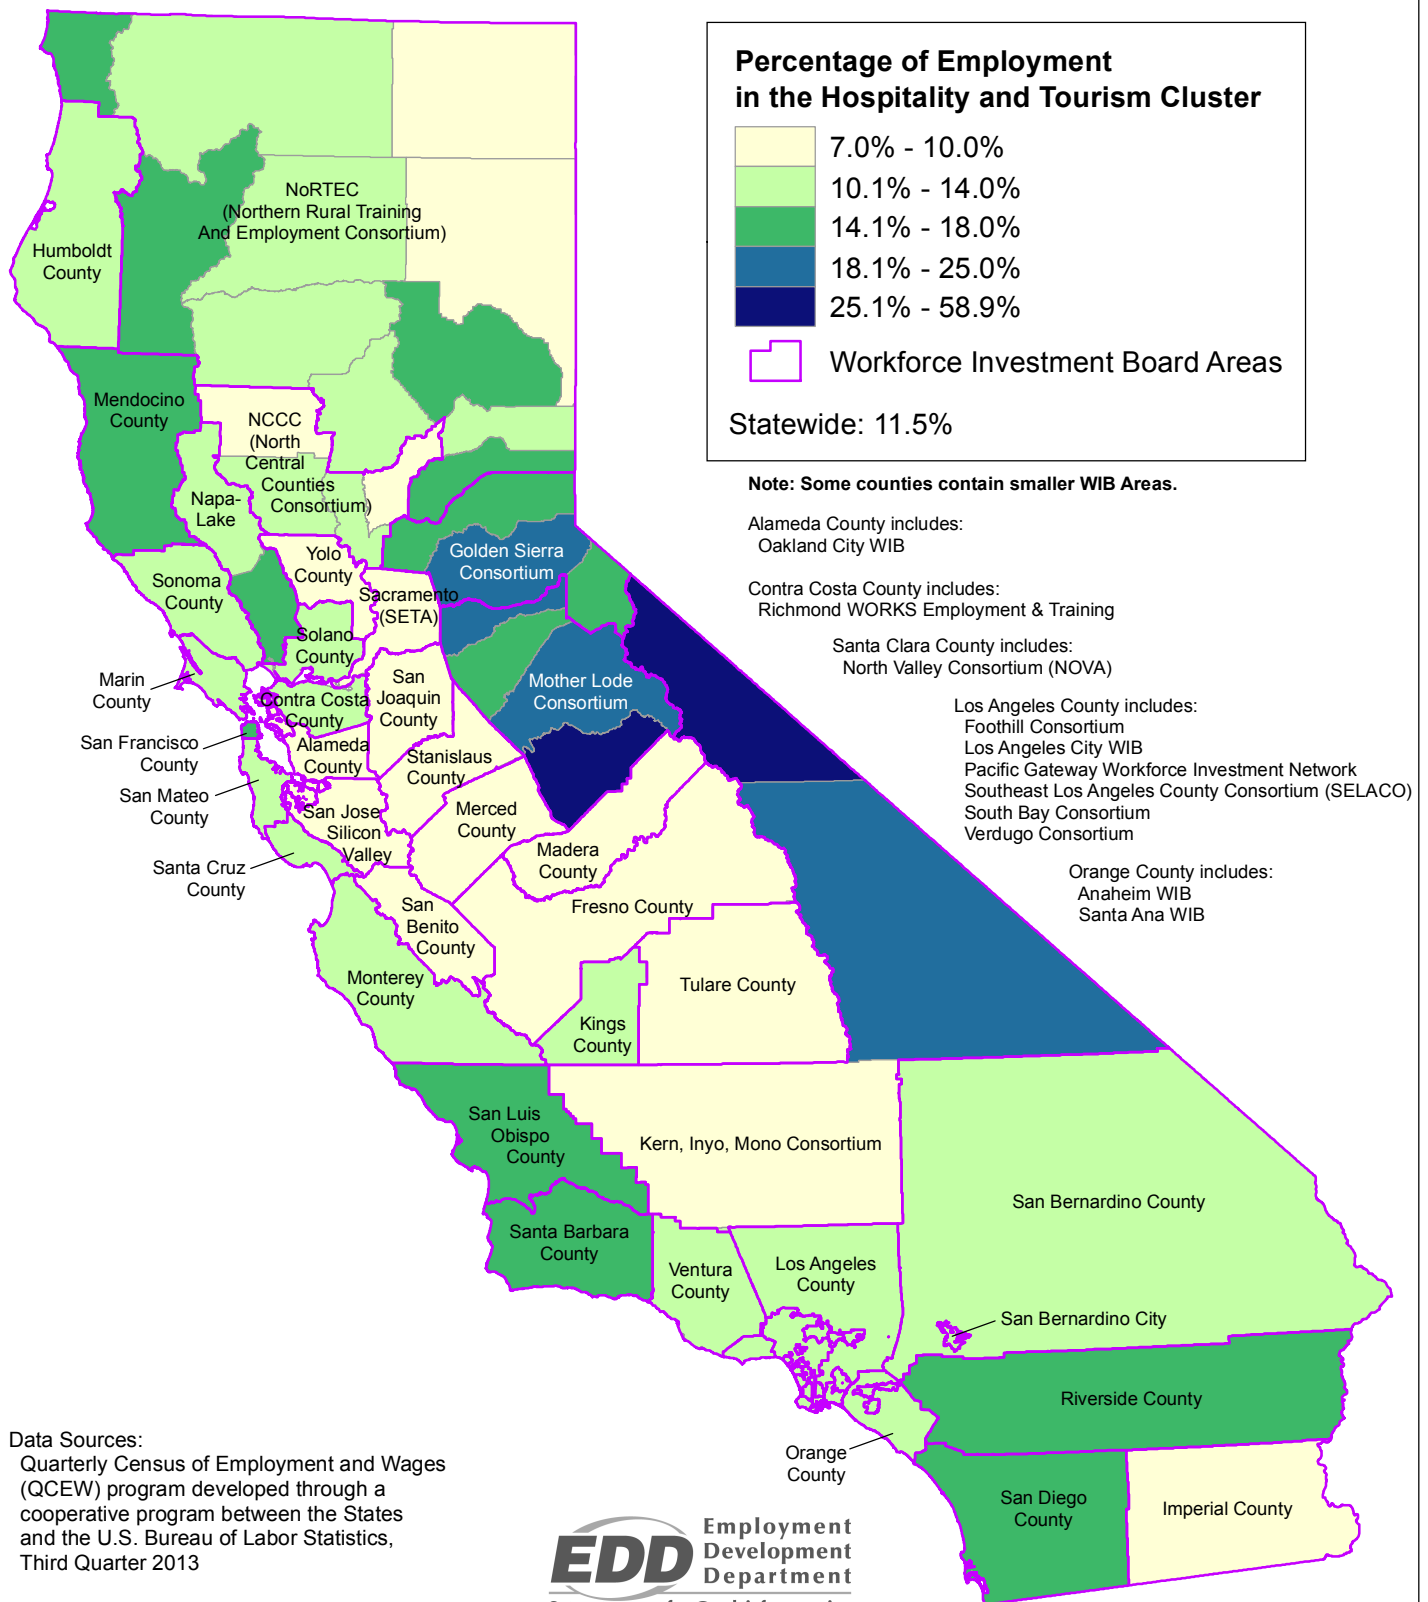 Percentage of Employment
in the Hospitality and Tourism Cluster
7.0% - 10.0%
10.1% - 14.0%
14.1% - 18.0%
18.1% - 25.0%
25.1% - 58.9%
Workforce Investment Board Areas
Statewide: 11.5%
Note: Some counties contain smaller WIB Areas.
Alameda County includes:
Oakland City WIB
Contra Costa County includes:
Richmond WORKS Employment & Training
Santa Clara County includes:
North Valley Consortium (NOVA)
Los Angeles County includes:
Foothill Consortium
Los Angeles City WIB
Pacific Gateway Workforce Investment Network
Southeast Los Angeles County Consortium (SELACO)
South Bay Consortium
Verdugo Consortium
Orange County includes:
Anaheim WIB
Santa Ana WIB
NoRTEC
(Northern Rural Training
And Employment Consortium)
Humboldt
County
Mendocino
County
NCCC
(North
Central
Counties
Consortium)
Napa-
Lake
Yolo
County
Golden Sierra
Consortium
Sonoma
County
Sacramento
(SETA)
Solano
County
Marin
County
San
Joaquin
County
Mother Lode
Consortium
Contra Costa
County
San Francisco
County
Alameda
County
Stanislaus
County
San Mateo
County
San Jose
Silicon
Valley
Merced
County
Santa Cruz
County
Madera
County
San
Benito
County
Fresno County
Monterey
County
Tulare County
Kings
County
San Luis
Obispo
County
Kern, Inyo, Mono Consortium
San Bernardino County
Santa Barbara
County
Ventura
County
Los Angeles
County
San Bernardino City
Riverside County
Orange
County
San Diego
County
Imperial County
Data Sources:
Quarterly Census of Employment and Wages
(QCEW) program developed through a
cooperative program between the States
and the U.S. Bureau of Labor Statistics,
Third Quarter 2013
EDD
Employment
Development
Department